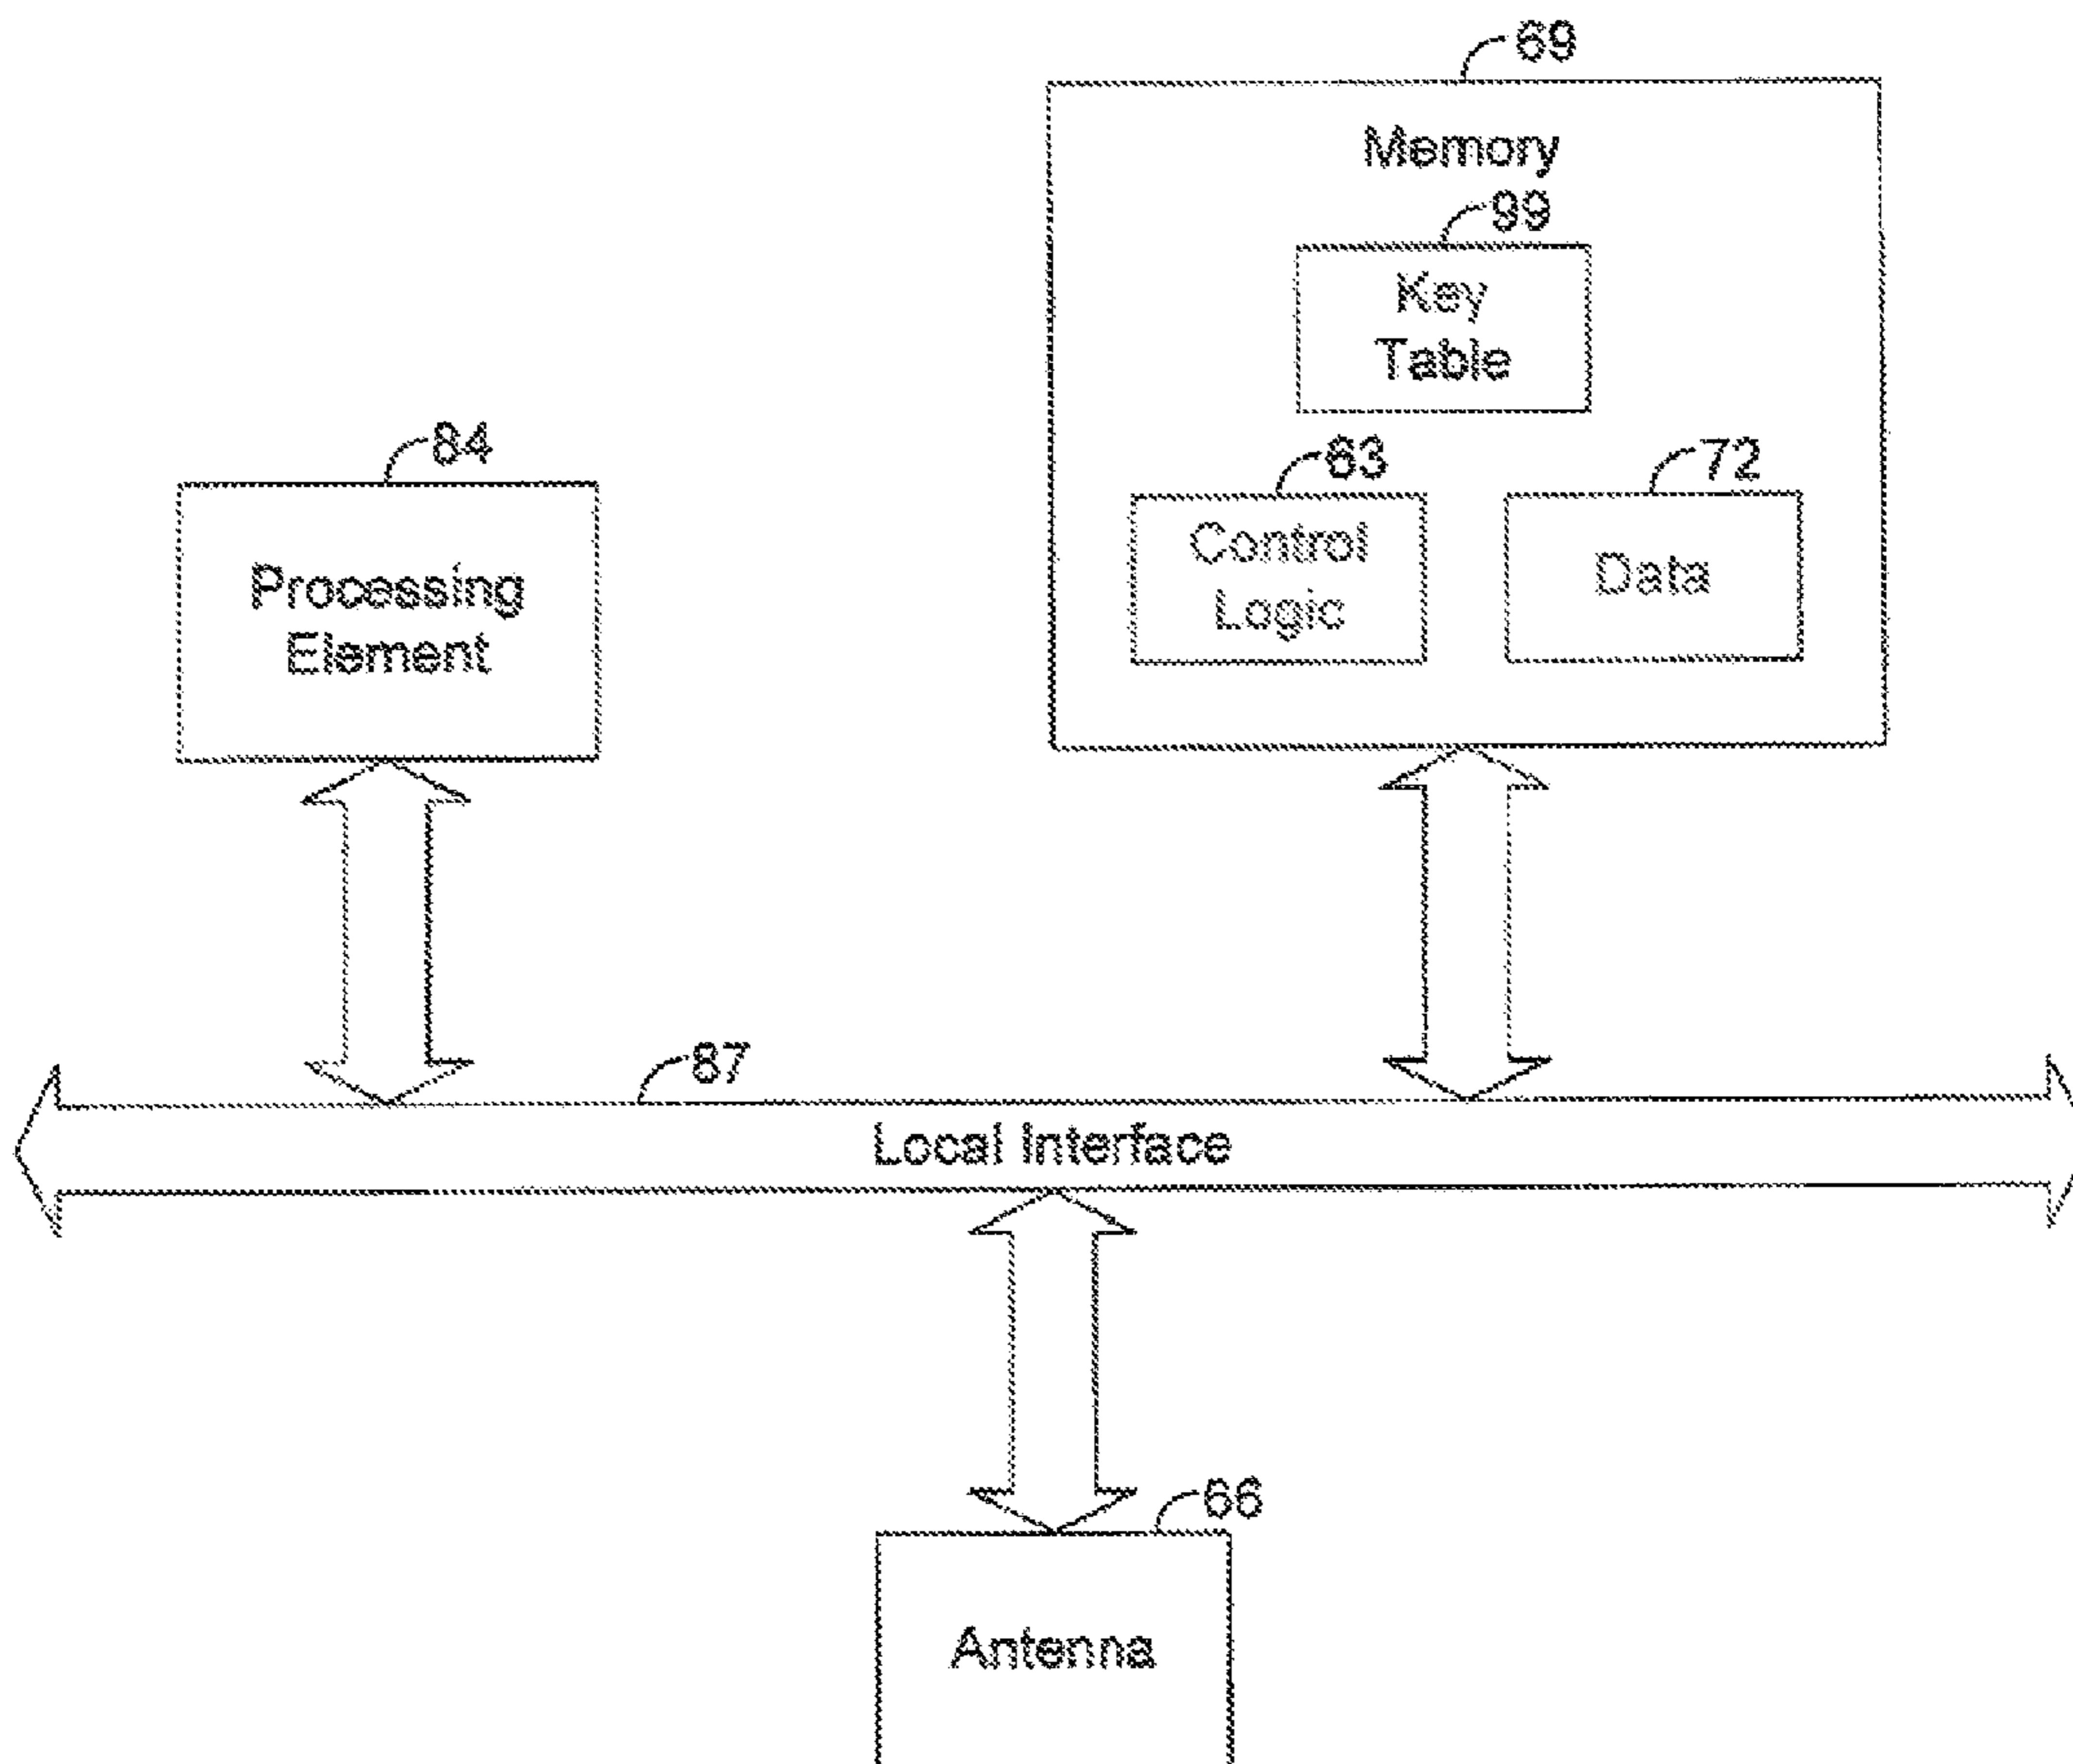 69
Memory
99
Key
Table
84
63
72
Processing
Element
Control
Logic
Data
87
Local Interface
66
Antenna